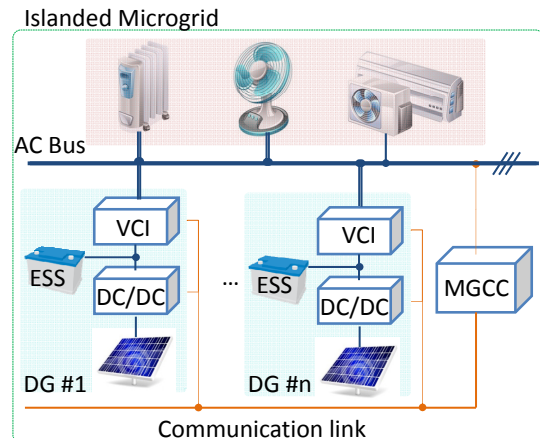 Islanded Microgrid
AC Bus
VCI
VCI
ESS
...
ESS
MGCC
DC/DC
DC/DC
DG #1
DG #n
Communication link